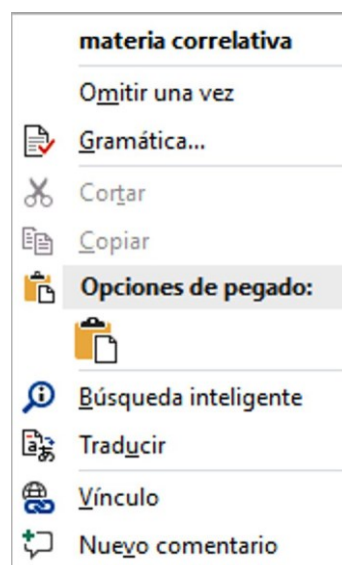 materia correlativa
Omitir una vez
Gramática...
Cortar
Copiar
Opciones de pegado:
Búsqueda inteligente
Traducir
Vínculo
Nuevo comentario